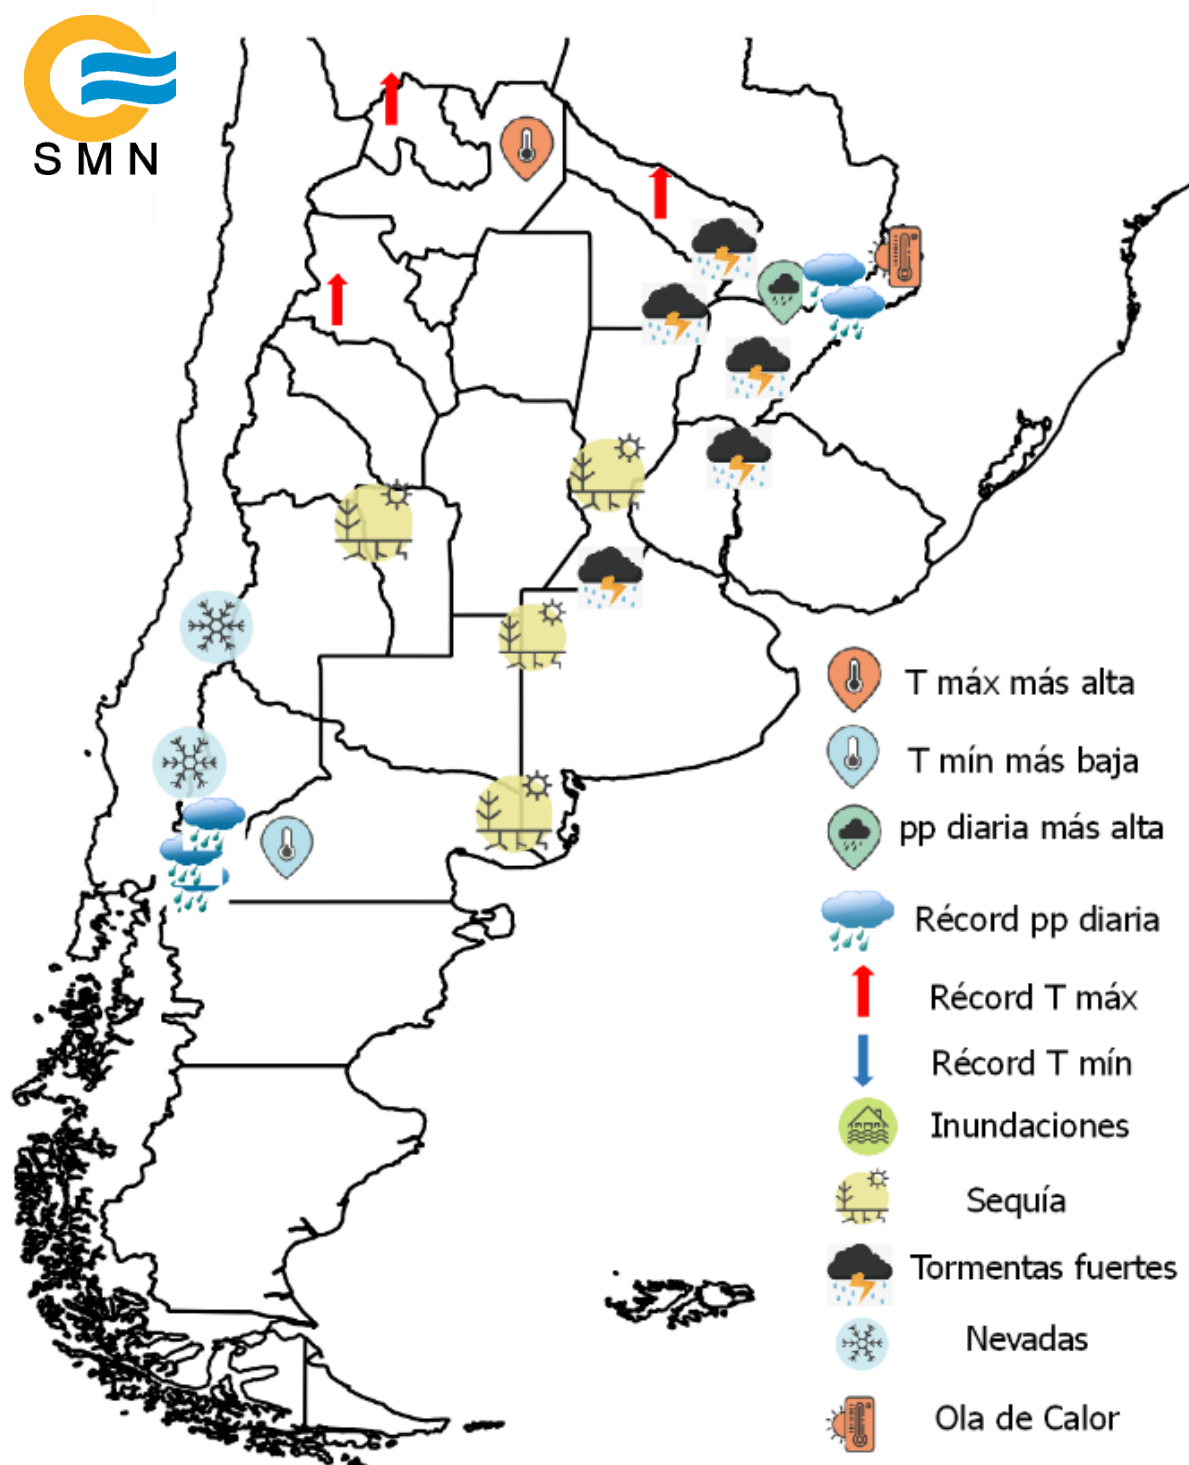 SMN
T máx más alta
T mín más baja
pp diaria más alta
Récord pp diaria
Récord T máx
Récord T mín
Inundaciones
Sequía
Tormentas fuertes
Nevadas
Ola de Calor